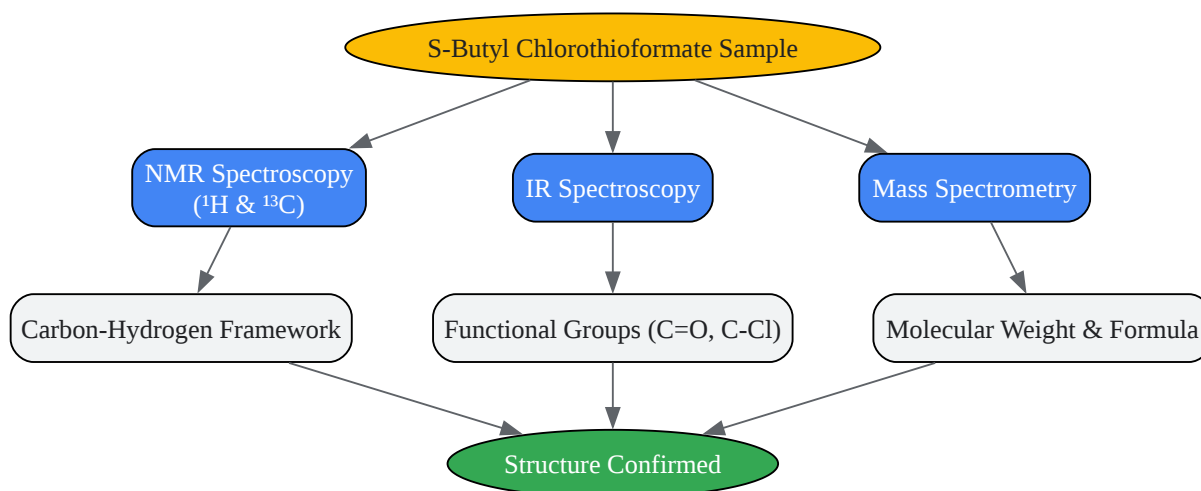 S-Butyl Chlorothioformate Sample
NMR Spectroscopy
(¹H & ¹³C)
IR Spectroscopy
Mass Spectrometry
Carbon-Hydrogen Framework
Functional Groups (C=O, C-Cl)
Molecular Weight & Formula
Structure Confirmed